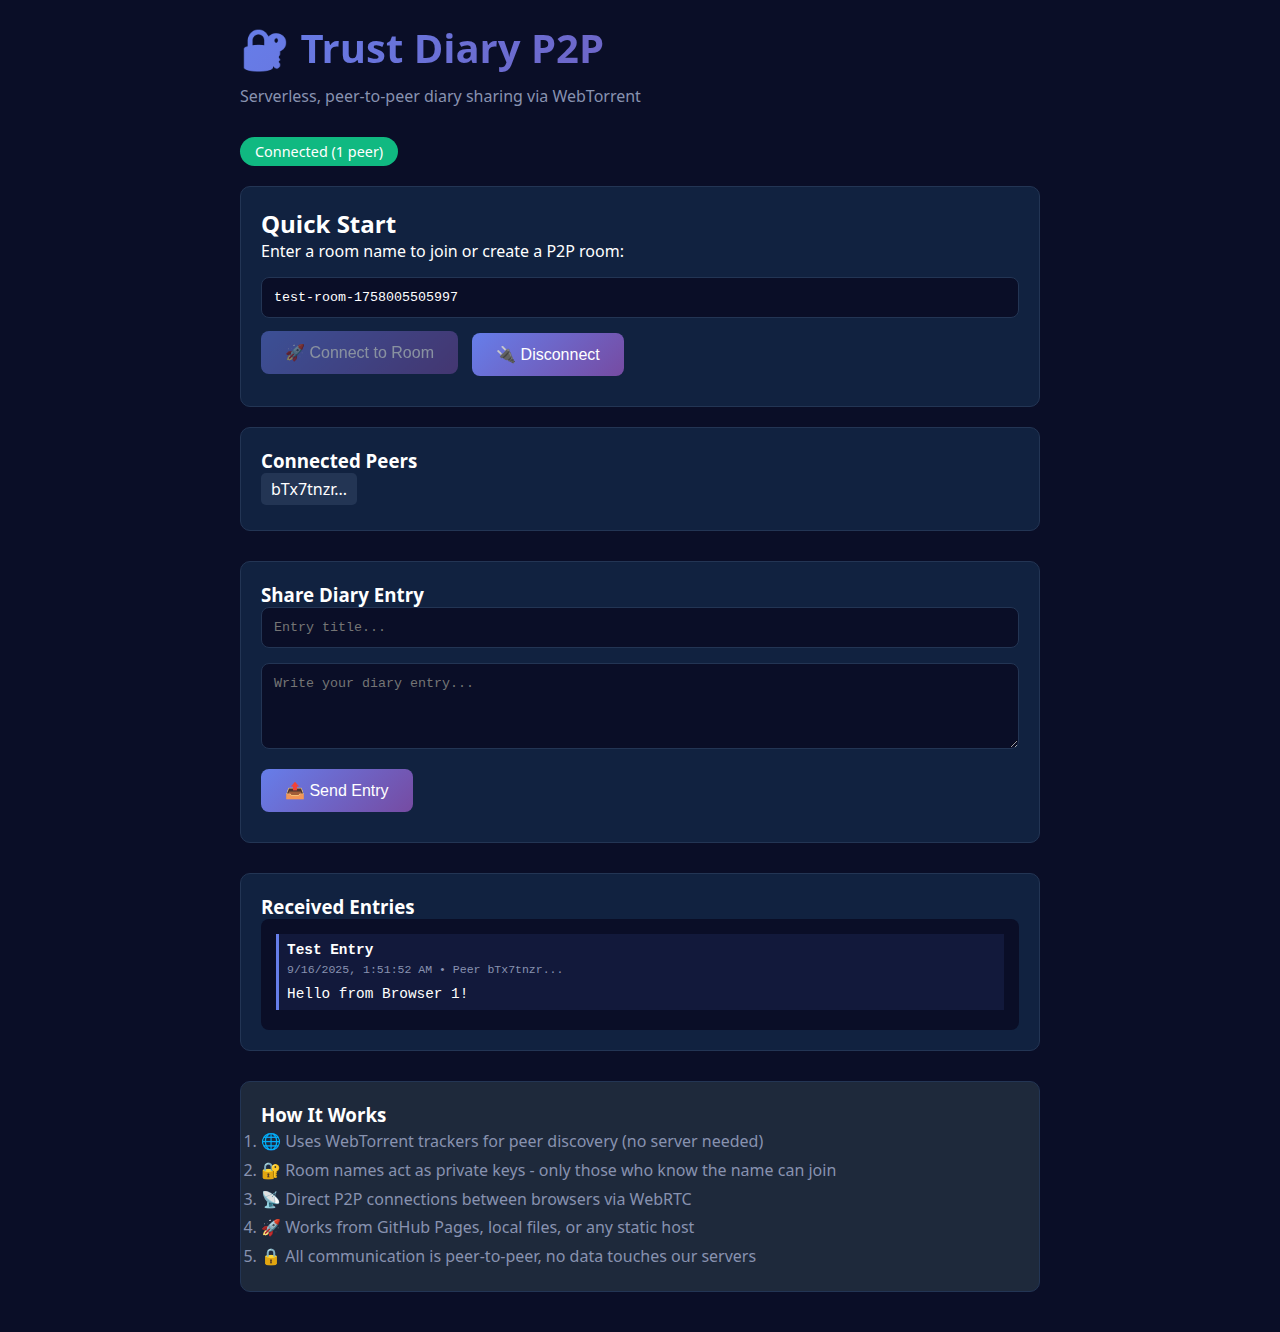 🔐 Trust Diary P2P
Serverless, peer-to-peer diary sharing via WebTorrent
Connected (1 peer)
Quick Start
Enter a room name to join or create a P2P room:
test-room-1758005505997
🚀 Connect to Room
🔌 Disconnect
Connected Peers
bTx7tnzr...
Share Diary Entry
Entry title...
Write your diary entry...
📤 Send Entry
Received Entries
Test Entry
9/16/2025, 1:51:52 AM • Peer bTx7tnzr...
Hello from Browser 1!
How It Works
1. 🌐 Uses WebTorrent trackers for peer discovery (no server needed)
2. 🔐 Room names act as private keys - only those who know the name can join
3. 📡 Direct P2P connections between browsers via WebRTC
4. 🚀 Works from GitHub Pages, local files, or any static host
5. 🔒 All communication is peer-to-peer, no data touches our servers